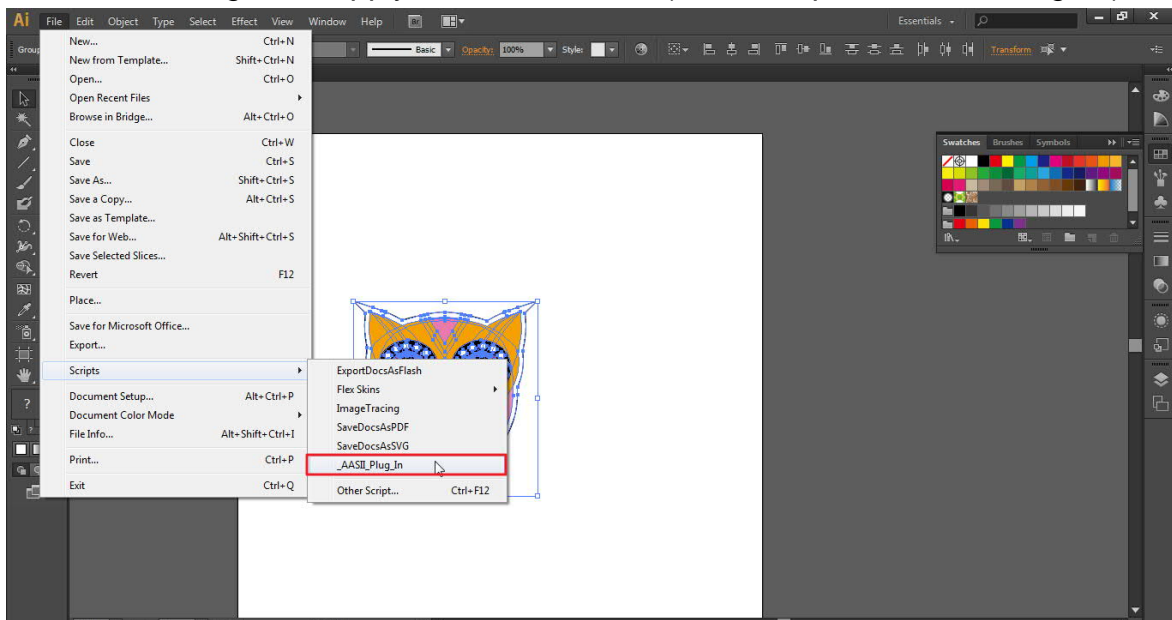 Ai File Edit Object Type Select Effect View Window Help Br Essentials
Group Basic Opacity: 100% Style: Transform
New... Ctrl+N
New from Template... Shift+Ctrl+N
Open... Ctrl+O
Open Recent Files
Browse in Bridge... Alt+Ctrl+O
Close Ctrl+W
Save Ctrl+S
Save As... Shift+Ctrl+S
Save a Copy... Alt+Ctrl+S
Save as Template...
Save for Web... Alt+Shift+Ctrl+S
Save Selected Slices...
Revert F12
Place...
Save for Microsoft Office...
Export...
Scripts
Document Setup... Alt+Ctrl+P
Document Color Mode
File Info... Alt+Shift+Ctrl+I
Print... Ctrl+P
Exit Ctrl+Q
ExportDocsAsFlash
Flex Skins
ImageTracing
SaveDocsAsPDF
SaveDocsAsSVG
_AASII_Plug_In
Other Script... Ctrl+F12
Swatches Brushes Symbols